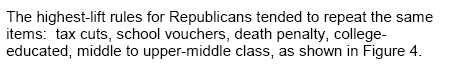 The highest-lift rules for Republicans tended to repeat the same
items:  tax cuts, school vouchers, death penalty, college-
educated, middle to upper-middle class, as shown in Figure 4.